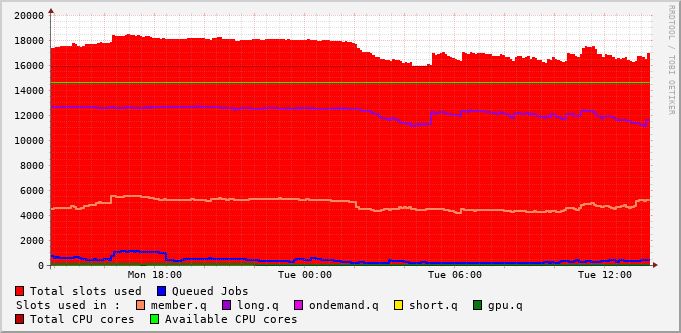 20000
18000
16000
14000
12000
10000
8000
6000
4000
2000
0
Mon 18:00 Tue 00:00 Tue 06:00 Tue 12:00
Total slots used Queued Jobs
Slots used in : member.q long.q ondemand.q short.q gpu.q
Total CPU cores Available CPU cores
RRDTOOL / TOBI OETIKER